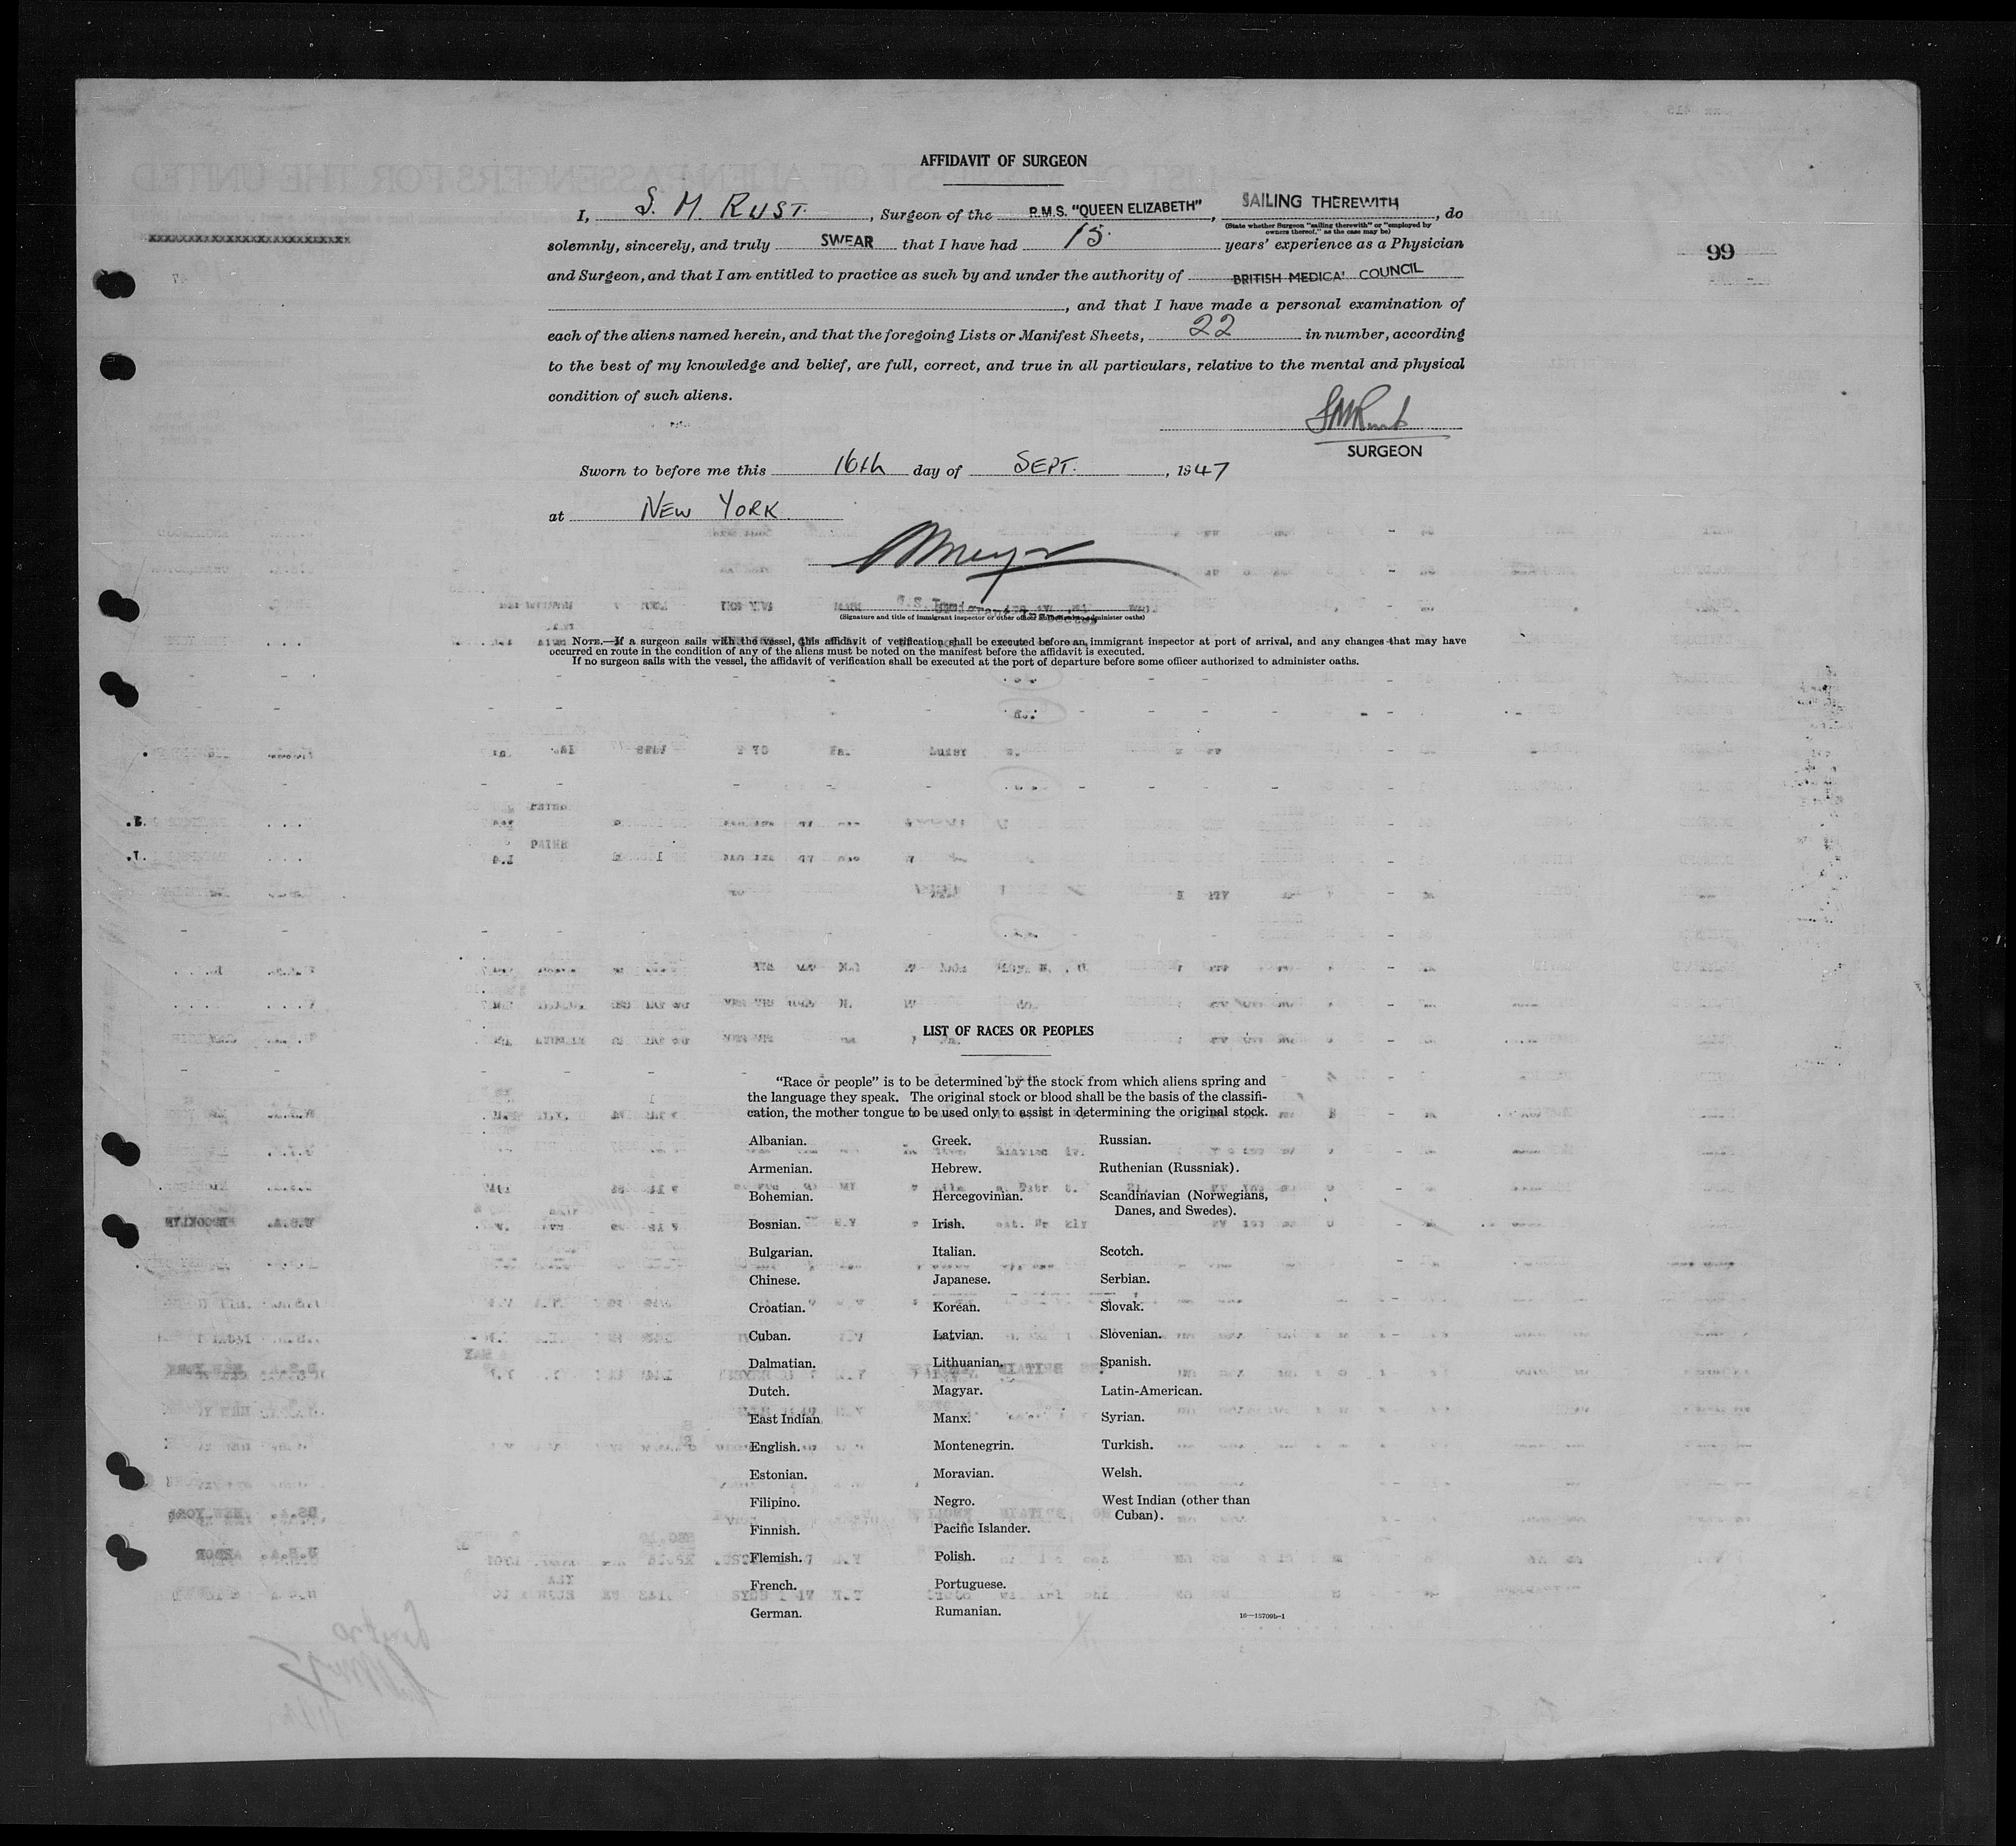 AFFIDAVIT OF SURGEON
I, S. M. RUST., Surgeon of the R.M.S. "QUEEN ELIZABETH", SAILING THEREWITH, do
(State whether Surgeon "sailing therewith" or "employed by
owners thereof," as the case may be)
solemnly, sincerely, and truly SWEAR that I have had 15. years' experience as a Physician
99
and Surgeon, and that I am entitled to practice as such by and under the authority of BRITISH MEDICAL COUNCIL
, and that I have made a personal examination of
each of the aliens named herein, and that the foregoing Lists or Manifest Sheets, 22 in number, according
to the best of my knowledge and belief, are full, correct, and true in all particulars, relative to the mental and physical
condition of such aliens.
SMRust
SURGEON
Sworn to before me this 16th day of SEPT., 1947
at NEW YORK
U.S. Immigrant Inspector
(Signature and title of immigrant inspector or other officer authorized to administer oaths)
NOTE.—If a surgeon sails with the vessel, this affidavit of verification shall be executed before an immigrant inspector at port of arrival, and any changes that may have
occurred en route in the condition of any of the aliens must be noted on the manifest before the affidavit is executed.
If no surgeon sails with the vessel, the affidavit of verification shall be executed at the port of departure before some officer authorized to administer oaths.
LIST OF RACES OR PEOPLES
"Race or people" is to be determined by the stock from which aliens spring and
the language they speak. The original stock or blood shall be the basis of the classifi-
cation, the mother tongue to be used only to assist in determining the original stock.
Albanian.
Armenian.
Bohemian.
Bosnian.
Bulgarian.
Chinese.
Croatian.
Cuban.
Dalmatian.
Dutch.
East Indian
English.
Estonian.
Filipino.
Finnish.
Flemish.
French.
German.
Greek.
Hebrew.
Hercegovinian.
Irish.
Italian.
Japanese.
Korean.
Latvian.
Lithuanian.
Magyar.
Manx.
Montenegrin.
Moravian.
Negro.
Pacific Islander.
Polish.
Portuguese.
Rumanian.
Russian.
Ruthenian (Russniak).
Scandinavian (Norwegians,
Danes, and Swedes).
Scotch.
Serbian.
Slovak.
Slovenian.
Spanish.
Latin-American.
Syrian.
Turkish.
Welsh.
West Indian (other than
Cuban).
16—15709b-1